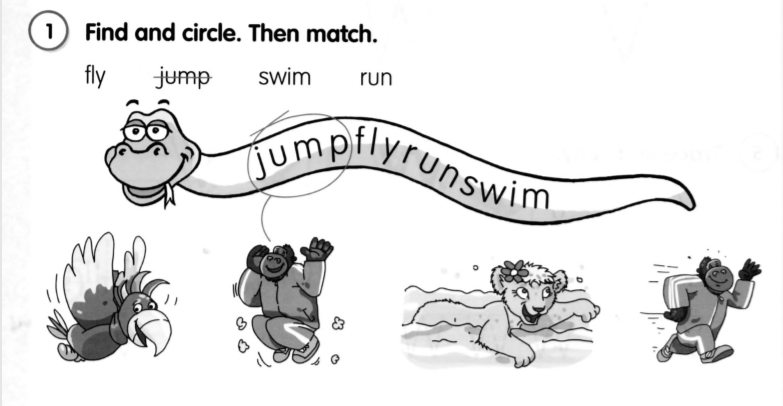 1 Find and circle. Then match.
fly jump swim run
jumpflyrunswim